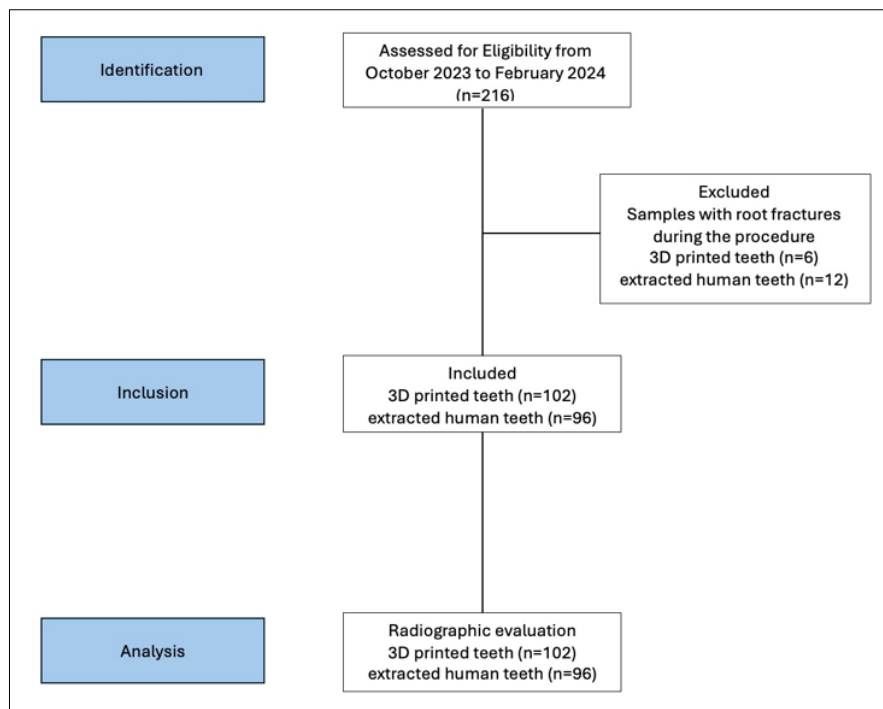 Identification
Assessed for Eligibility from
October 2023 to February 2024
(n=216)
Excluded
Samples with root fractures
during the procedure
3D printed teeth (n=6)
extracted human teeth (n=12)
Inclusion
Included
3D printed teeth (n=102)
extracted human teeth (n=96)
Analysis
Radiographic evaluation
3D printed teeth (n=102)
extracted human teeth (n=96)